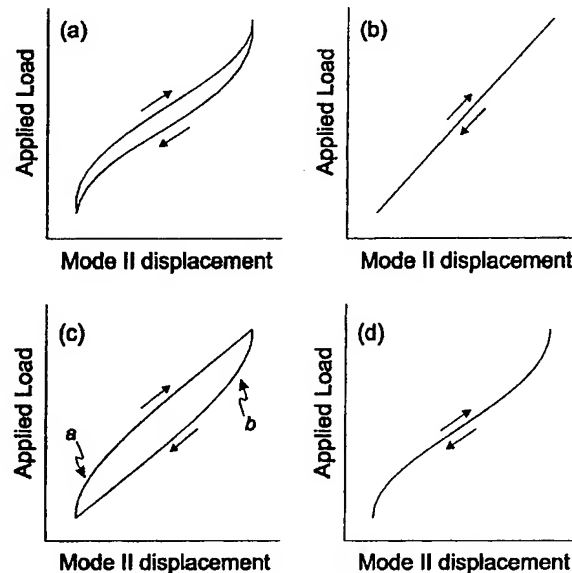 (a)
Applied Load
Mode II displacement
(b)
Applied Load
Mode II displacement
(c)
a
b
Applied Load
Mode II displacement
(d)
Applied Load
Mode II displacement